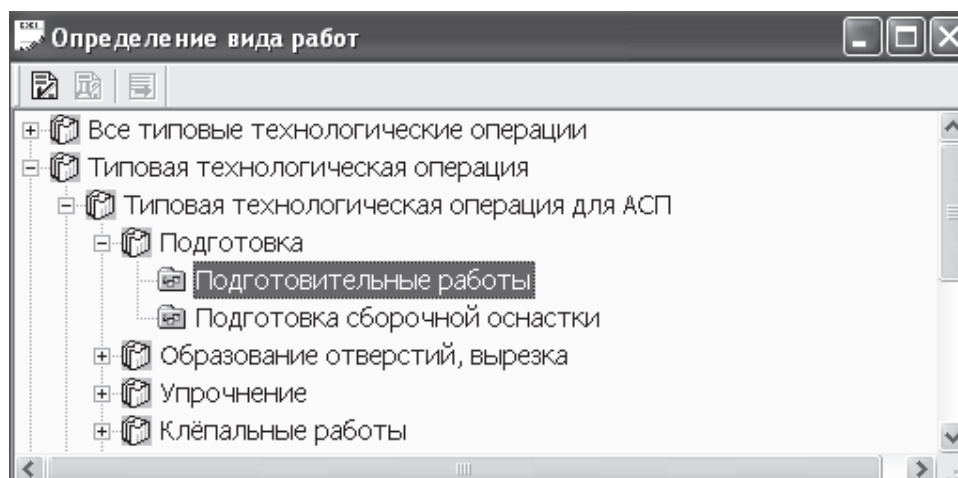 Определение вида работ
Все типовые технологические операции
Типовая технологическая операция
Типовая технологическая операция для АСП
Подготовка
Подготовительные работы
Подготовка сборочной оснастки
Образование отверстий, вырезка
Упрочнение
Клёпальные работы